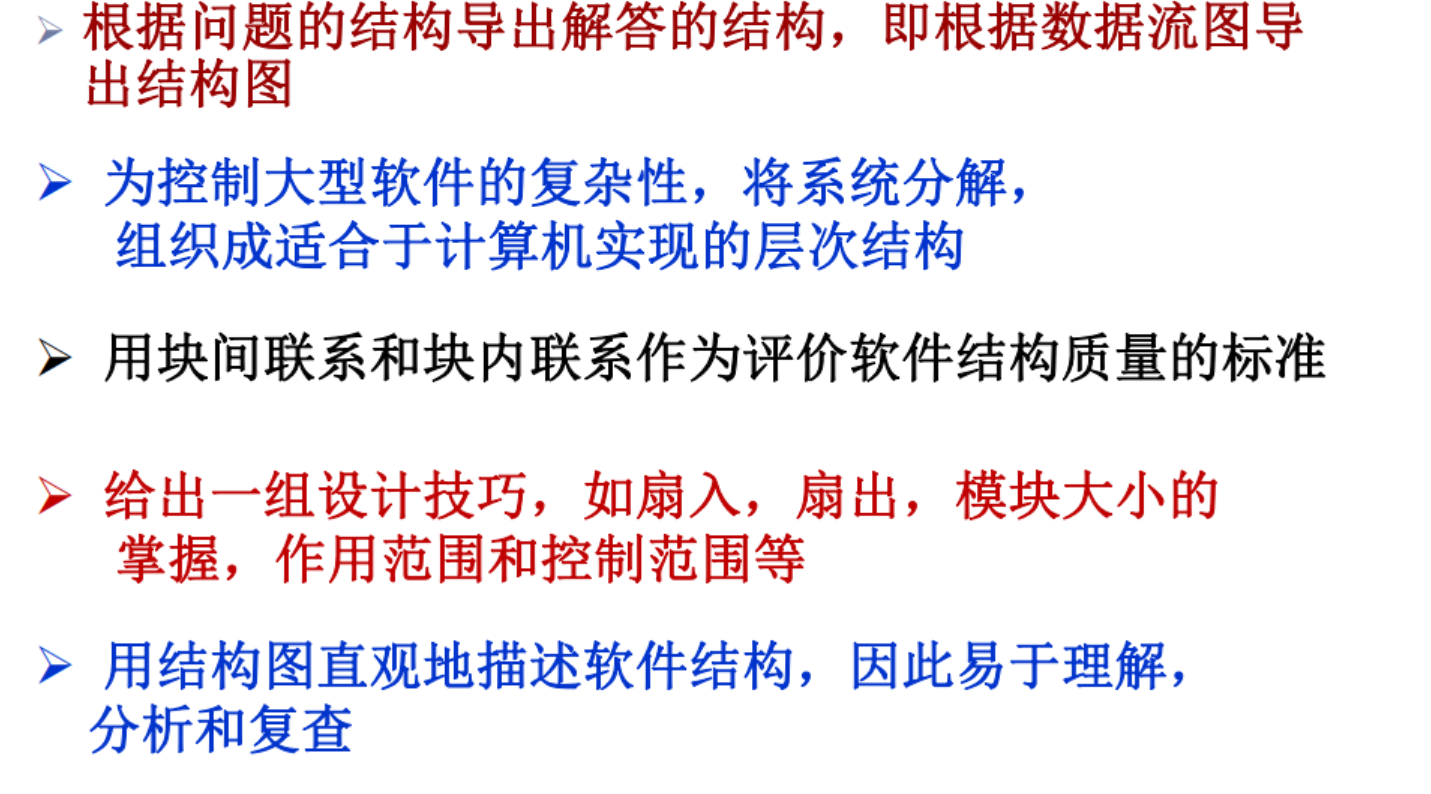 根据问题的结构导出解答的结构，即根据数据流图导
出结构图
为控制大型软件的复杂性，将系统分解，
组织成适合于计算机实现的层次结构
用块间联系和块内联系作为评价软件结构质量的标准
给出一组设计技巧，如扇入，扇出，模块大小的
掌握，作用范围和控制范围等
用结构图直观地描述软件结构，因此易于理解，
分析和复查